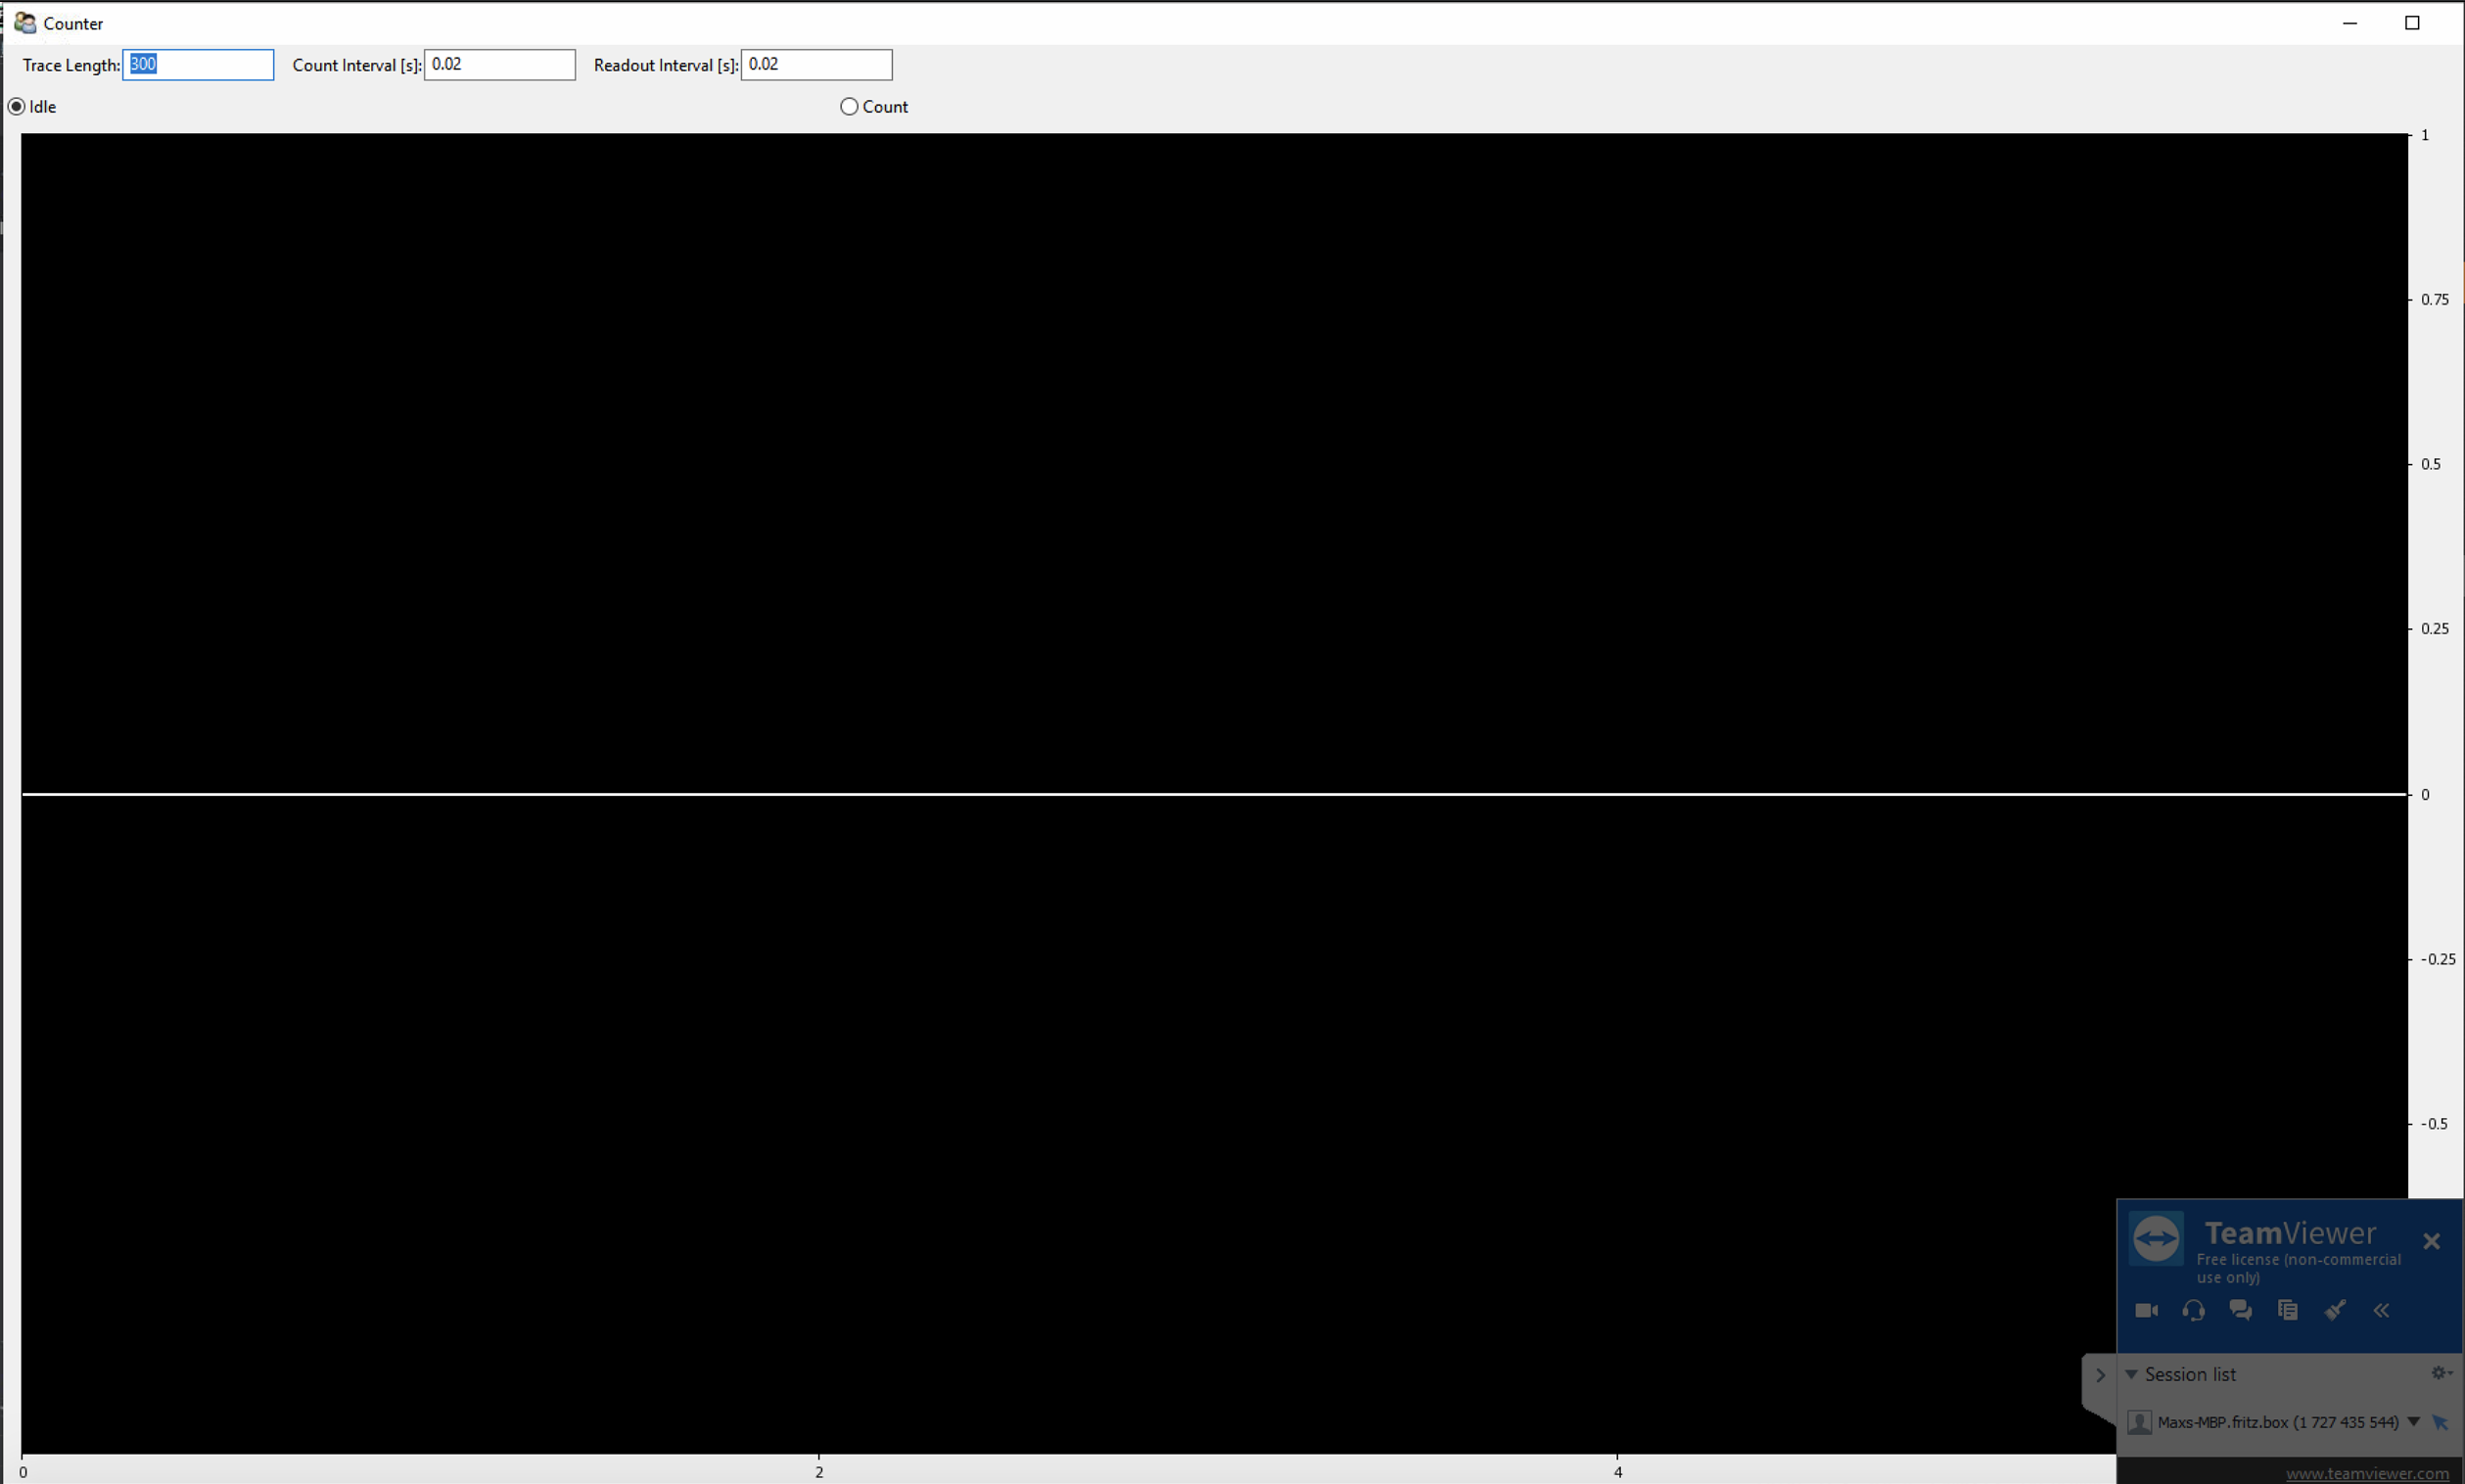 Counter
Trace Length: 300 Count Interval [s]: 0.02 Readout Interval [s]: 0.02
Idle Count
1
0.75
0.5
0.25
0
-0.25
-0.5
TeamViewer
Free license (non-commercial
use only)
Session list
Maxs-MBP.fritz.box (1 727 435 544)
0 2 4
www.teamviewer.com